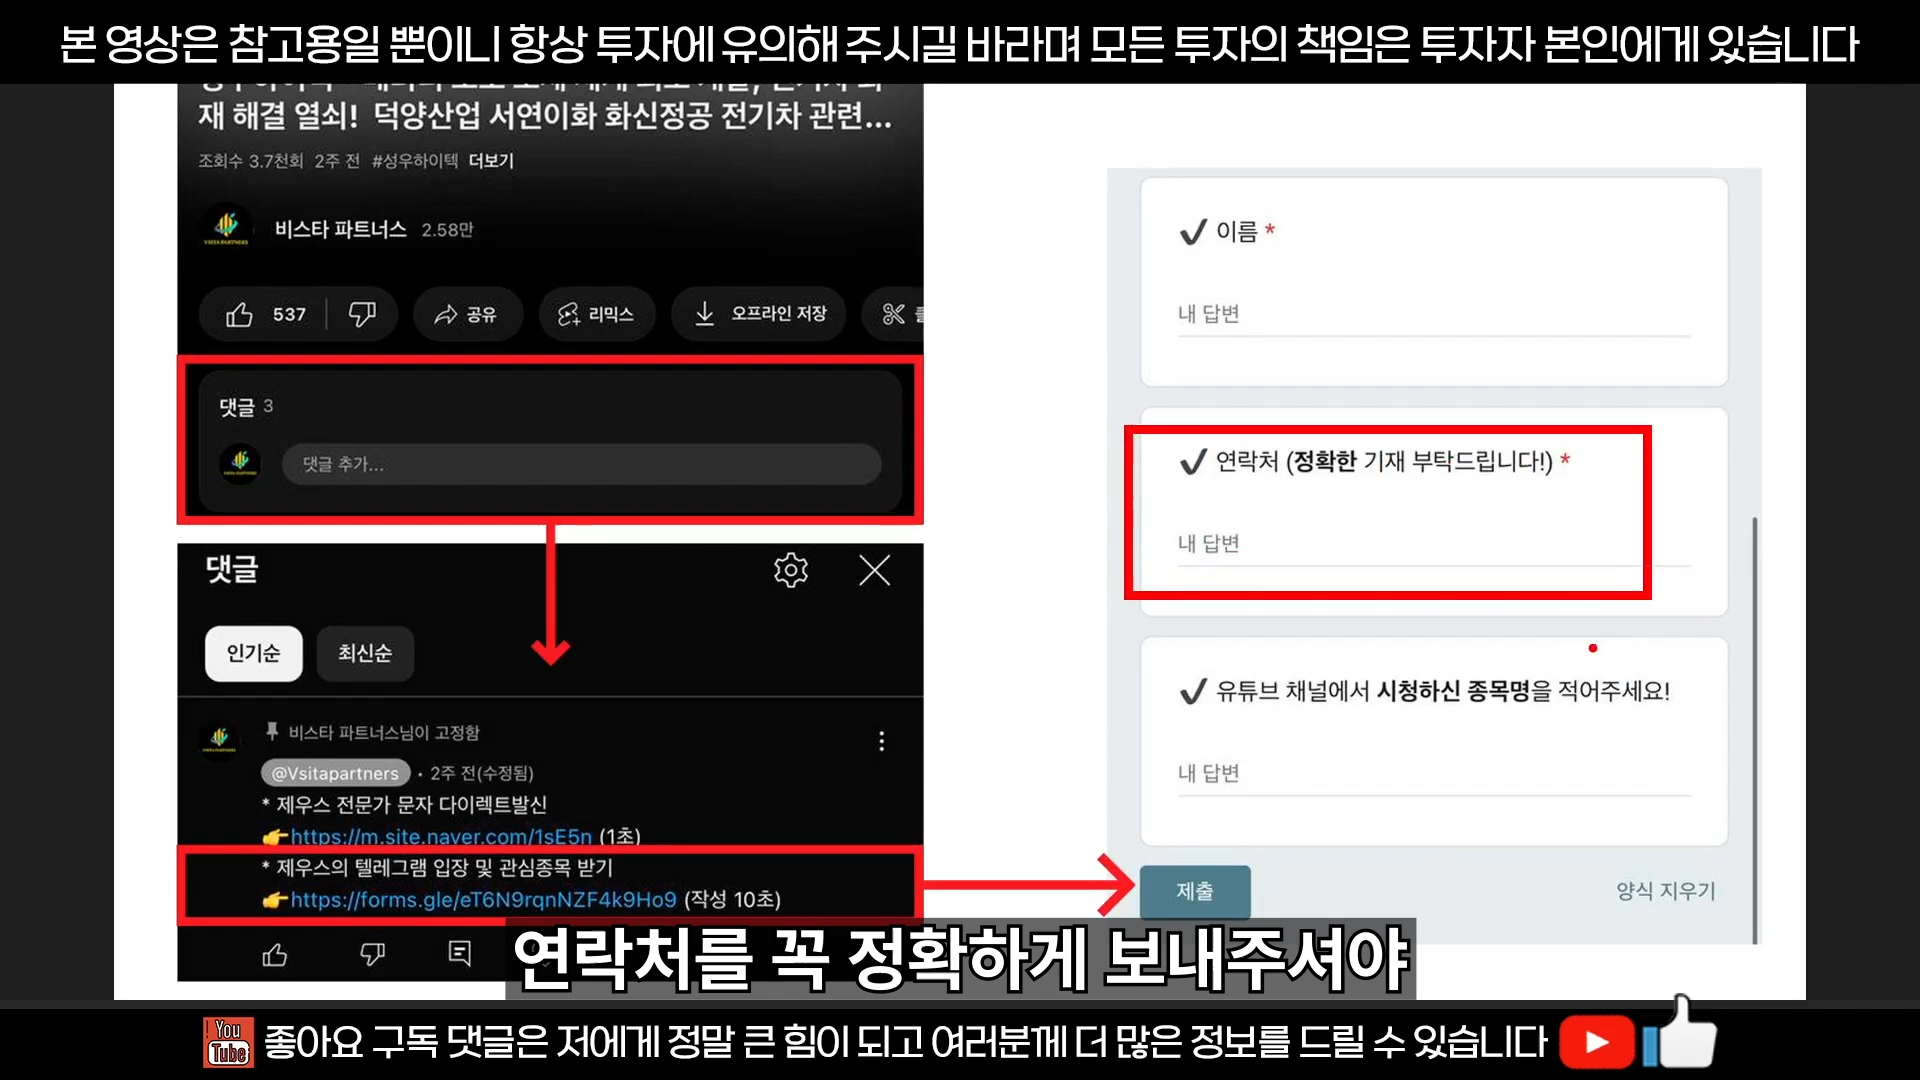 본 영상은 참고용일 뿐이니 항상 투자에 유의해 주시길 바라며 모든 투자의 책임은 투자자 본인에게 있습니다
재 해결 열쇠! 덕양산업 서연이화 화신정공 전기차 관련...
조회수 3.7천회 2주 전 #성우하이텍 더보기
VISTA PARTNERS
비스타 파트너스 2.58만
537
공유
리믹스
오프라인 저장
댓글 3
댓글 추가...
댓글
인기순
최신순
비스타 파트너스님이 고정함
@Vsitapartners · 2주 전(수정됨)
* 제우스 전문가 문자 다이렉트발신
👉https://m.site.naver.com/1sE5n (1초)
* 제우스의 텔레그램 입장 및 관심종목 받기
👉https://forms.gle/eT6N9rqnNZF4k9Ho9 (작성 10초)
✔ 이름 *
내 답변
✔ 연락처 (정확한 기재 부탁드립니다!) *
내 답변
✔ 유튜브 채널에서 시청하신 종목명을 적어주세요!
내 답변
제출
양식 지우기
연락처를 꼭 정확하게 보내주셔야
You Tube 좋아요 구독 댓글은 저에게 정말 큰 힘이 되고 여러분께 더 많은 정보를 드릴 수 있습니다